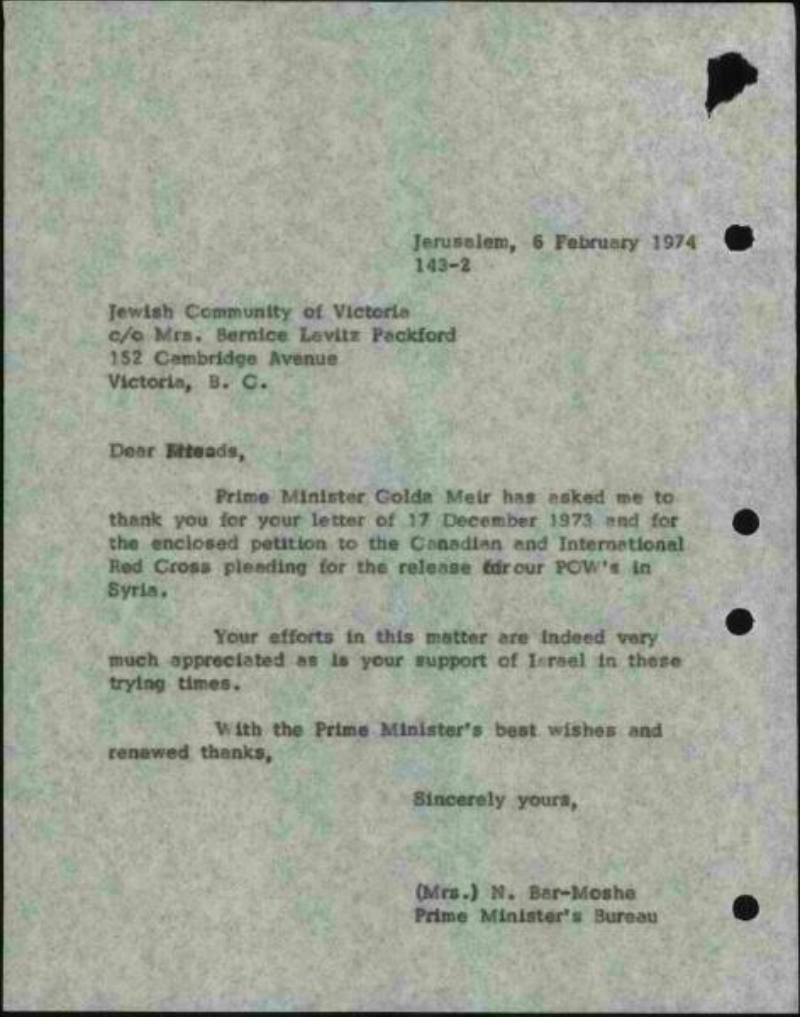 Jerusalem, 6 February 1974
143-2
Jewish Community of Victoria
c/o Mrs. Bernice Levitz Packford
152 Cambridge Avenue
Victoria, B. C.
Dear Friends,
Prime Minister Golda Meir has asked me to
thank you for your letter of 17 December 1973 and for
the enclosed petition to the Canadian and International
Red Cross pleading for the release our POW's in
Syria.
Your efforts in this matter are indeed very
much appreciated as is your support of Israel in these
trying times.
With the Prime Minister's best wishes and
renewed thanks,
Sincerely yours,
(Mrs.) N. Bar-Moshe
Prime Minister's Bureau